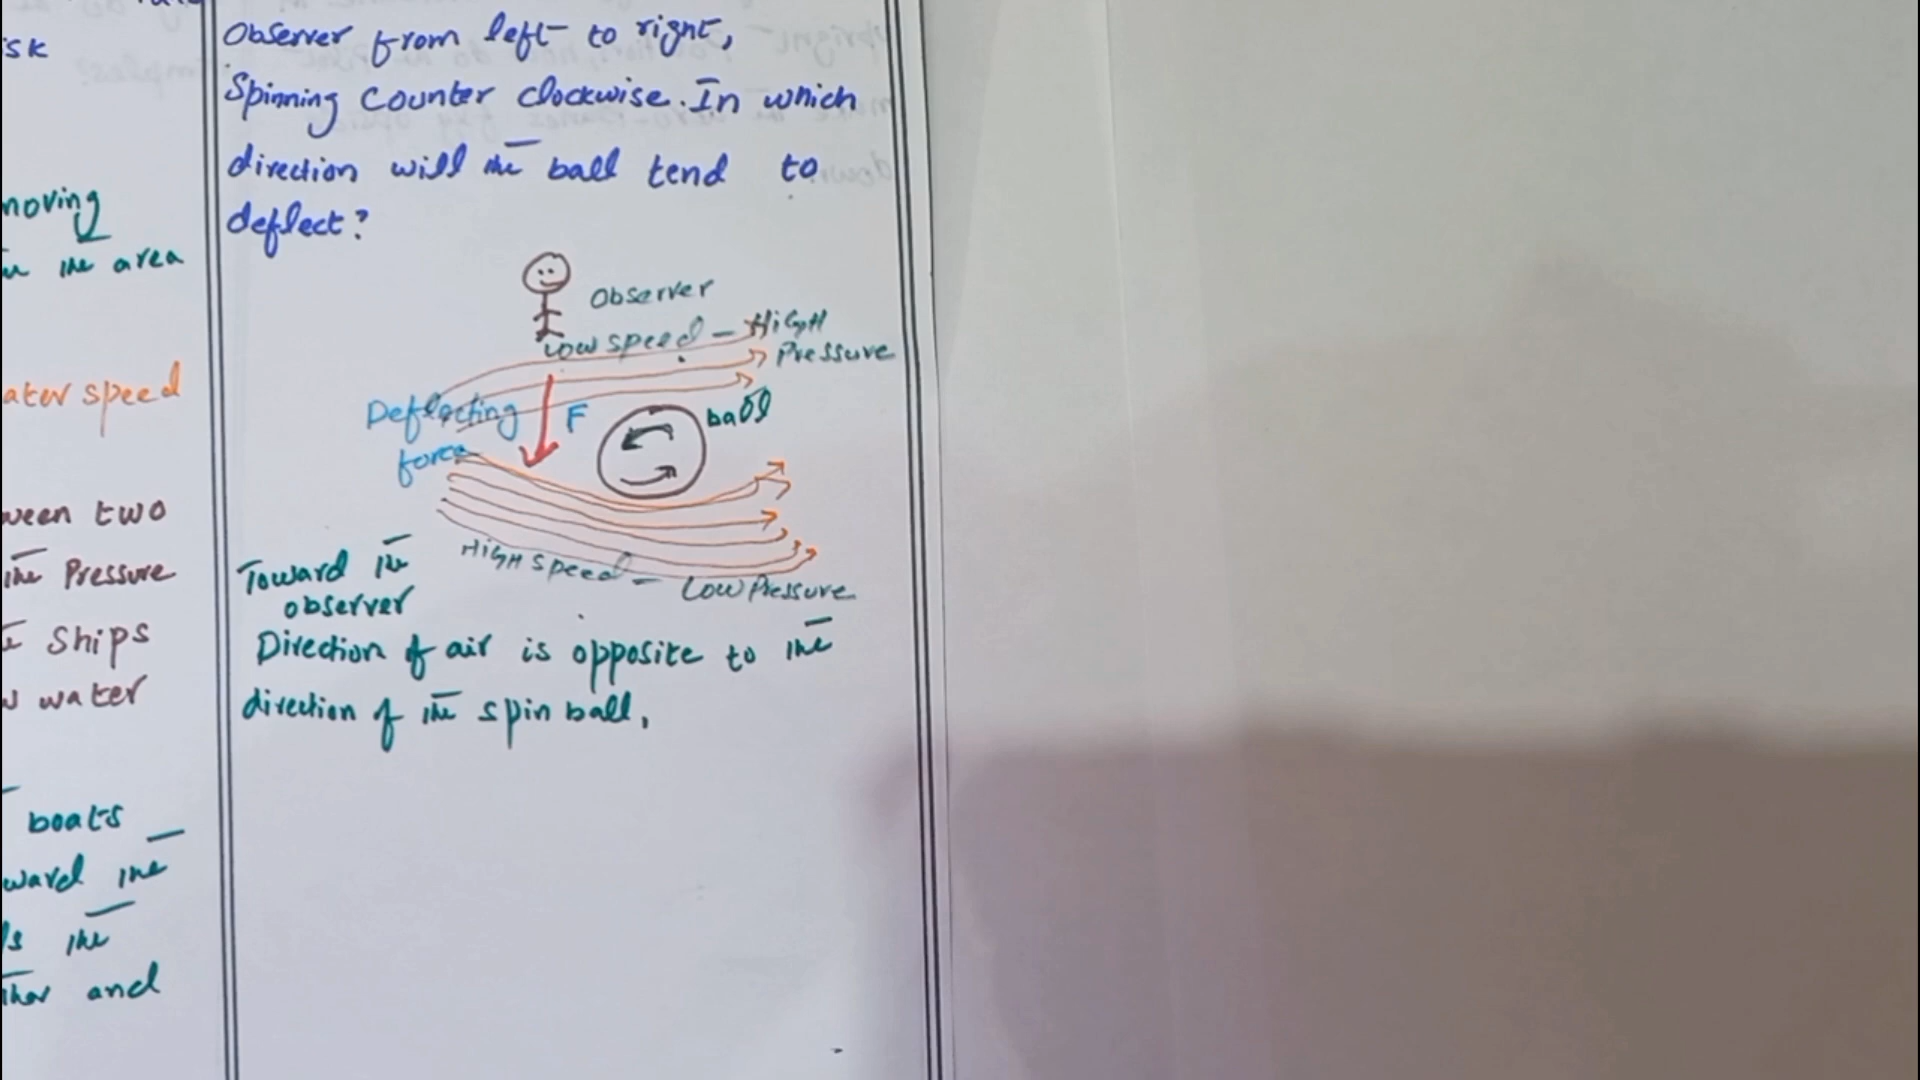 isk
moving
the area
ater speed
ween two
the Pressure
Ships
water
boats
ward the
the
ther and
Observer from left to right,
Spinning counter clockwise. In which
direction will the ball tend to
deflect?
Observer
Low speed – HIGH
Pressure
Deflecting
force
F
ball
HIGH speed – Low Pressure
Toward the
observer
Direction of air is opposite to the
direction of the spin ball,